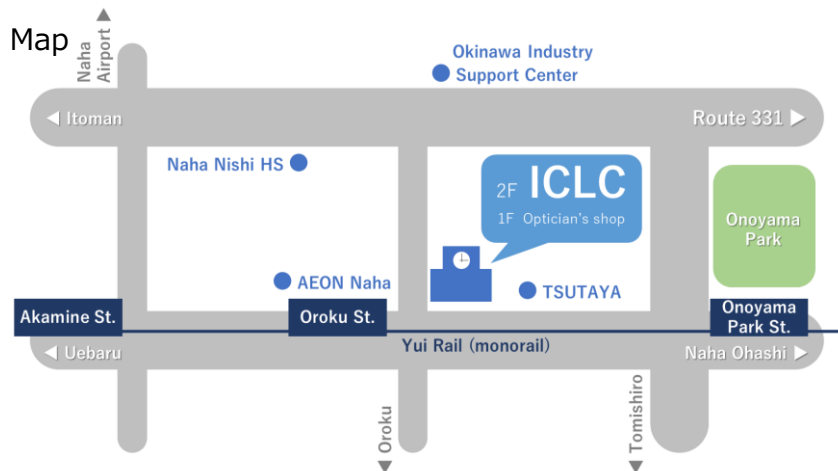 Map
Naha
Airport
Okinawa Industry
Support Center
Itoman
Route 331
Naha Nishi HS
2F ICLC
1F Optician's shop
Onoyama
Park
AEON Naha
TSUTAYA
Akamine St.
Oroku St.
Onoyama
Park St.
Yui Rail (monorail)
Uebaru
Naha Ohashi
Oroku
Tomishiro